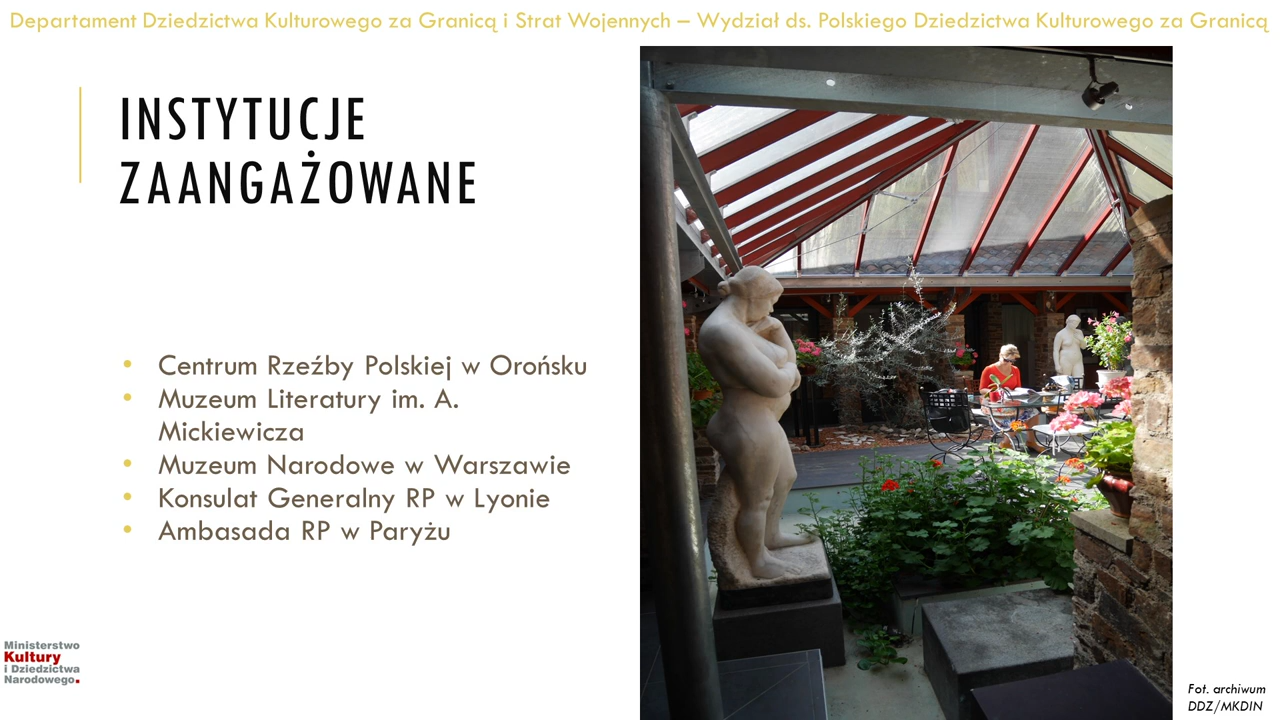 Departament Dziedzictwa Kulturowego za Granicą i Strat Wojennych – Wydział ds. Polskiego Dziedzictwa Kulturowego za Granicą
INSTYTUCJE
ZAANGAŻOWANE
• Centrum Rzeźby Polskiej w Orońsku
• Muzeum Literatury im. A.
Mickiewicza
• Muzeum Narodowe w Warszawie
• Konsulat Generalny RP w Lyonie
• Ambasada RP w Paryżu
Ministerstwo
Kultury
i Dziedzictwa
Narodowego.
Fot. archiwum
DDZ/MKDIN